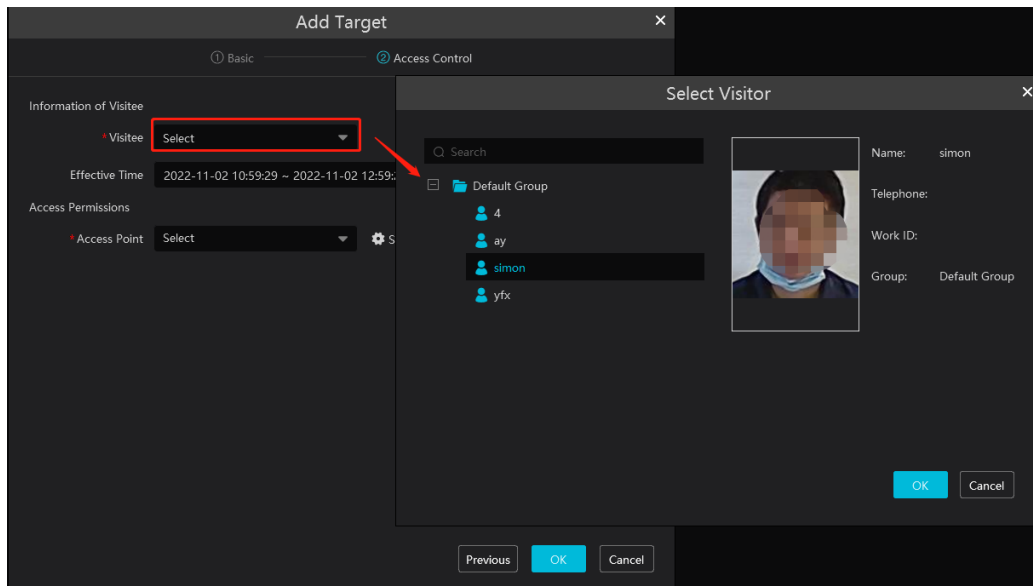 Add Target
① Basic
② Access Control
Information of Visitee
*Visitee Select
Effective Time 2022-11-02 10:59:29 ~ 2022-11-02 12:59:
Access Permissions
*Access Point Select S
Previous
OK
Cancel
Select Visitor
Search
Default Group
4
ay
simon
yfx
Name: simon
Telephone:
Work ID:
Group: Default Group
OK
Cancel